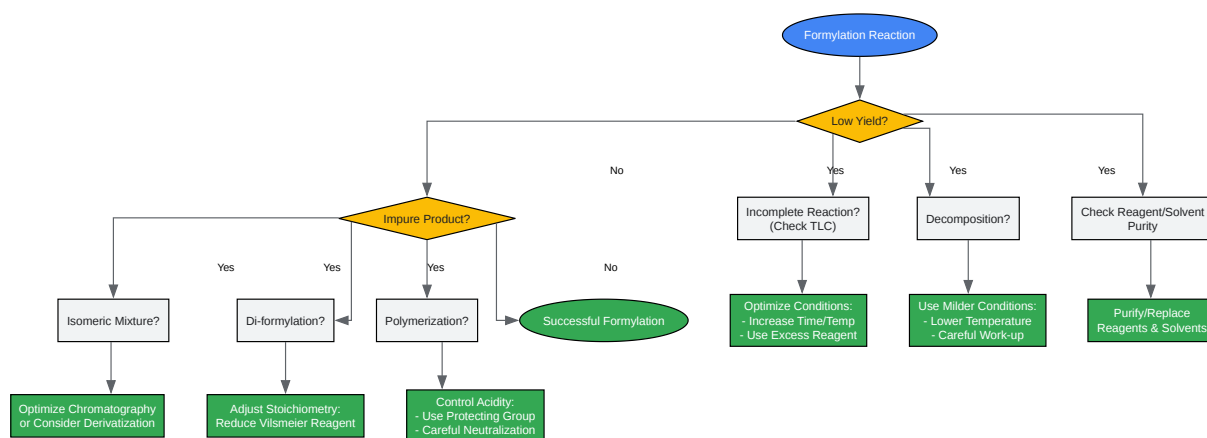 Formylation Reaction
Low Yield?
No
Yes
Yes
Yes
Impure Product?
Incomplete Reaction?
(Check TLC)
Decomposition?
Check Reagent/Solvent
Purity
Yes
Yes
Yes
No
Isomeric Mixture?
Di-formylation?
Polymerization?
Successful Formylation
Optimize Conditions:
- Increase Time/Temp
- Use Excess Reagent
Use Milder Conditions:
- Lower Temperature
- Careful Work-up
Purify/Replace
Reagents & Solvents
Optimize Chromatography
or Consider Derivatization
Adjust Stoichiometry:
Reduce Vilsmeier Reagent
Control Acidity:
- Use Protecting Group
- Careful Neutralization